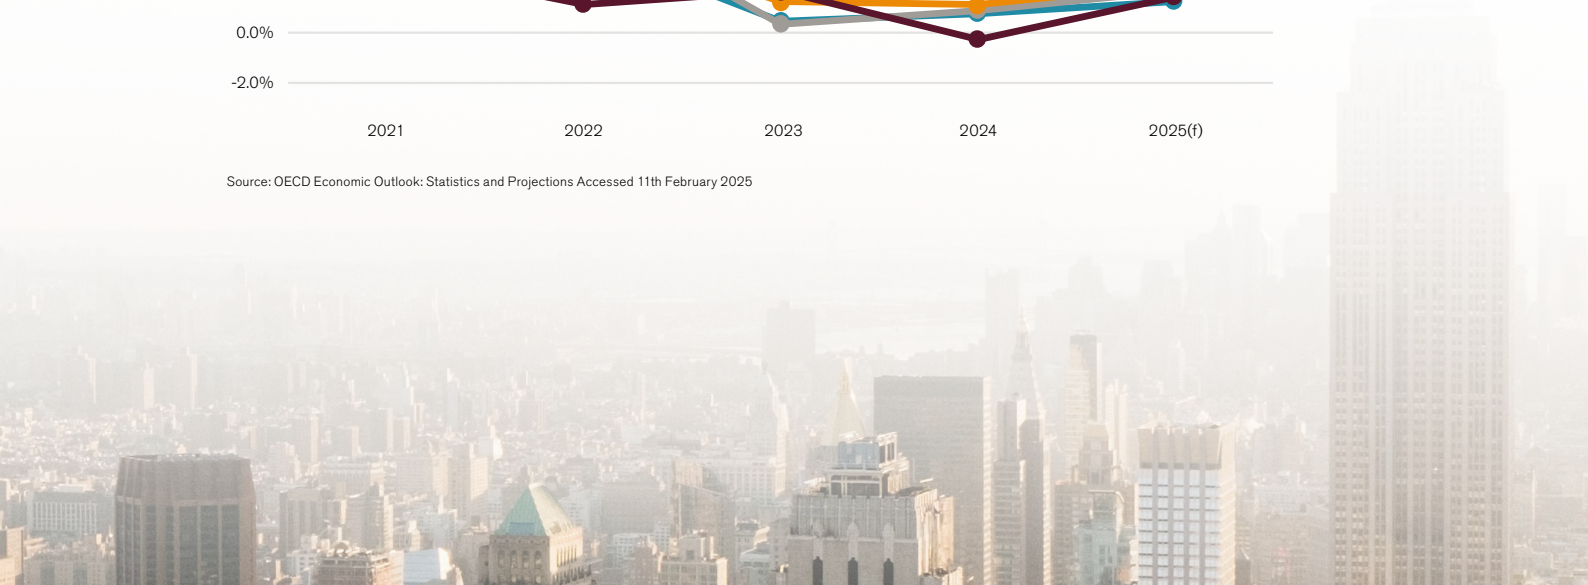 0.0%
-2.0%
2021 2022 2023 2024 2025(f)
Source: OECD Economic Outlook: Statistics and Projections Accessed 11th February 2025